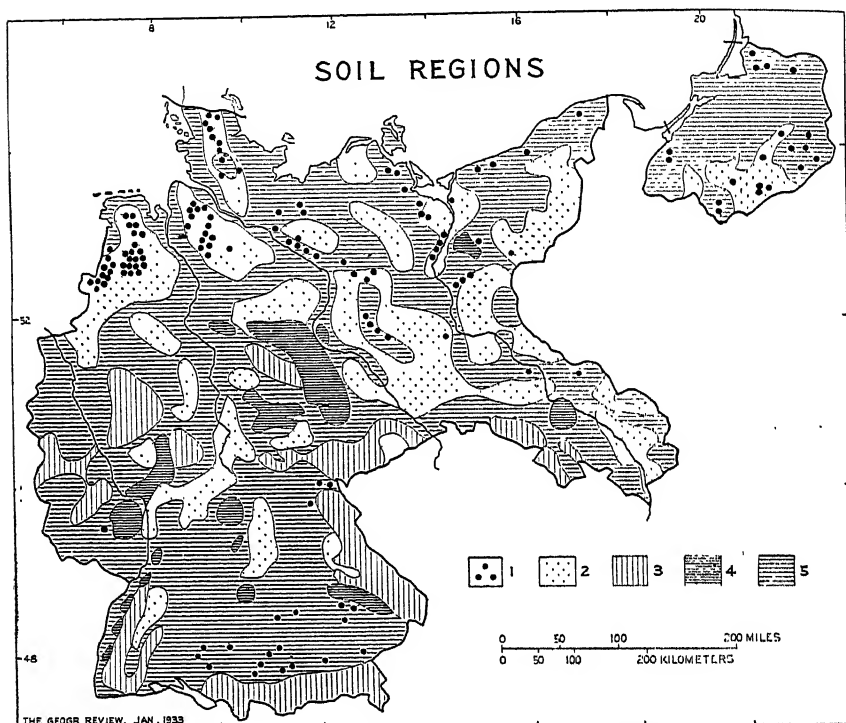 8 12 16 20
SOIL REGIONS
52
1 2 3 4 5
0 50 100 200 MILES
0 50 100 200 KILOMETERS
48
THE GEOGR REVIEW, JAN. 1933